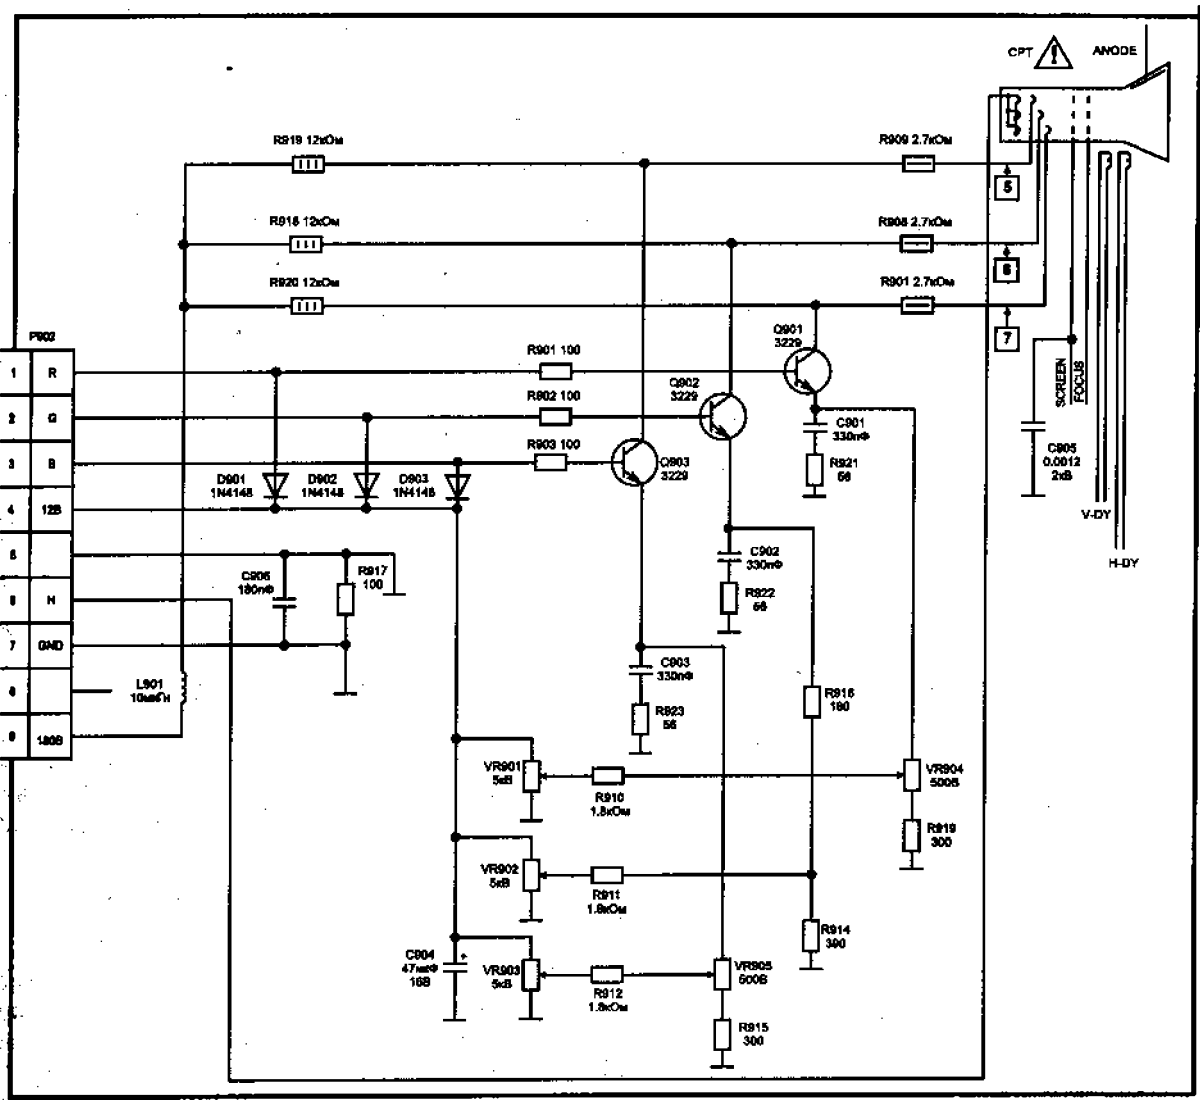 CPT
ANODE
R919 12кОм
R909 2.7кОм
5
R918 12кОм
R908 2.7кОм
6
R920 12кОм
R901 2.7кОм
7
P902
1 R
2 G
3 B
4 12В
5
6 H
7 GND
8
9 180В
Q901
3229
R901 100
Q902
3229
R902 100
R903 100
Q903
3229
C901
330пФ
R921
56
SCREEN
FOCUS
C905
0.0012
2кВ
V-DY
H-DY
D901
1N4148
D902
1N4148
D903
1N4148
C902
330пФ
R922
56
C906
180пФ
R917
100
L901
10мкГн
C903
330пФ
R923
56
R916
180
VR901
5кВ
R910
1.8кОм
VR904
500В
R919
300
VR902
5кВ
R911
1.8кОм
R914
390
C904
47мкФ
16В
+
VR903
5кВ
R912
1.8кОм
VR905
500В
R915
300